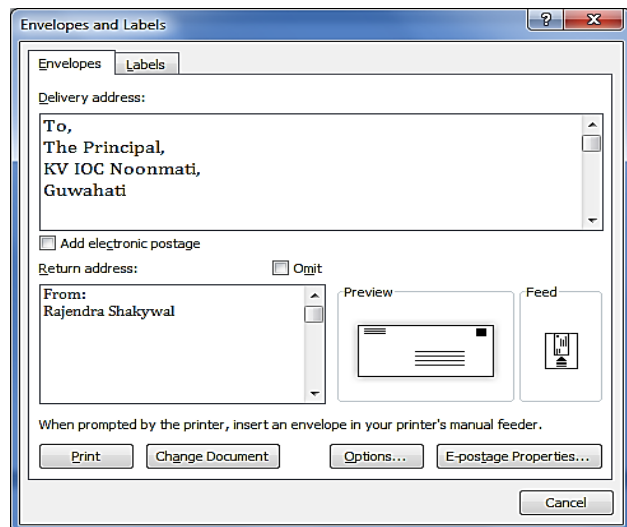 Envelopes and Labels
Envelopes Labels
Delivery address:
To,
The Principal,
KV IOC Noonmati,
Guwahati
Add electronic postage
Return address: Omit
From:
Rajendra Shakywal
Preview Feed
When prompted by the printer, insert an envelope in your printer's manual feeder.
Print Change Document Options... E-postage Properties...
Cancel